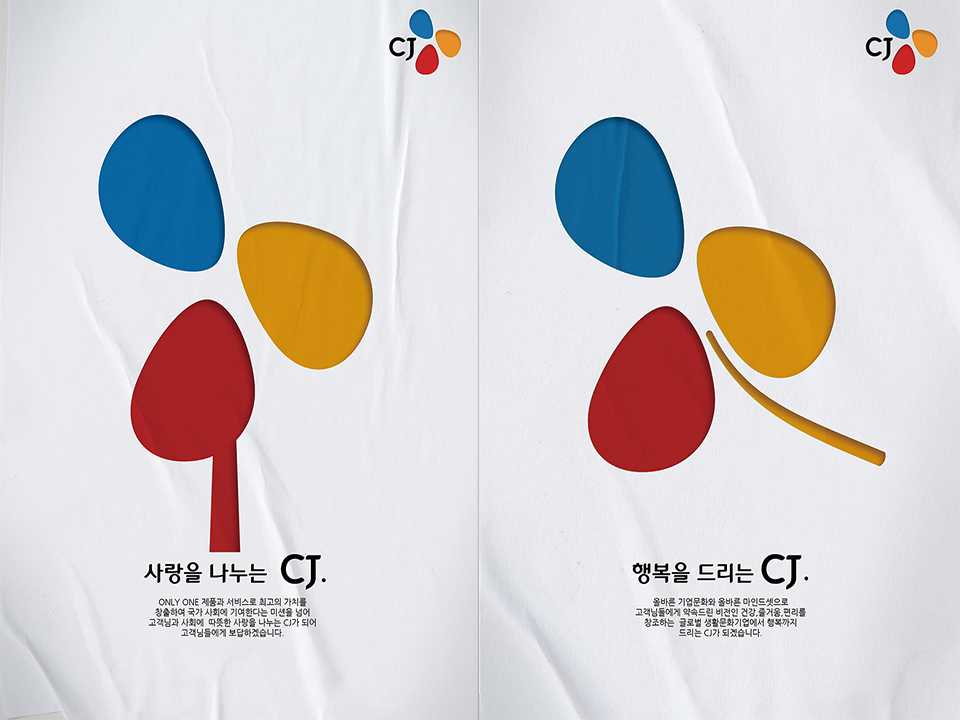 CJ
사랑을 나누는 CJ.
ONLY ONE 제품과 서비스로 최고의 가치를
창출하여 국가 사회에 기여한다는 미션을 넘어
고객님과 사회에 따뜻한 사랑을 나누는 CJ가 되어
고객님들에게 보답하겠습니다.
CJ
행복을 드리는 CJ.
올바른 기업문화와 올바른 마인드셋으로
고객님들에게 약속드린 비전인 건강,즐거움,편리를
창조하는 글로벌 생활문화기업에서 행복까지
드리는 CJ가 되겠습니다.